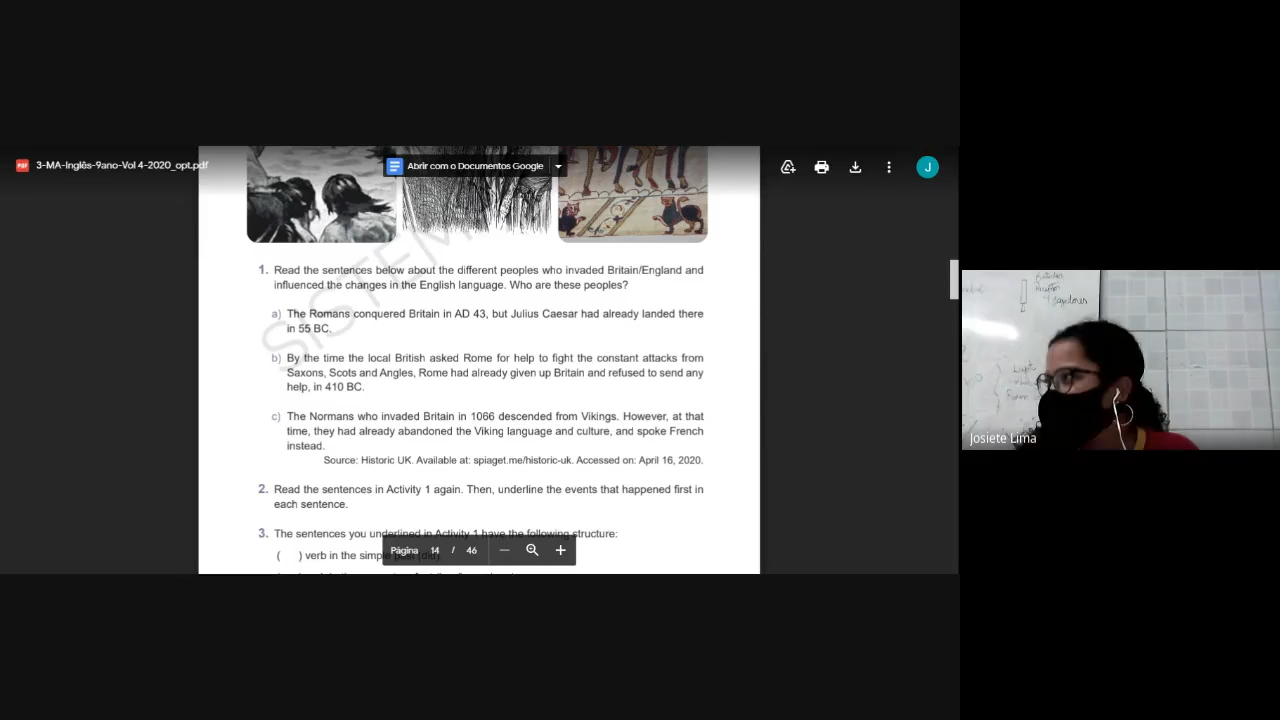 3-MA-Inglês-9ano-Vol 4-2020_opt.pdf
Abrir com o Documentos Google
J
SISTEM
1. Read the sentences below about the different peoples who invaded Britain/England and
influenced the changes in the English language. Who are these peoples?
a) The Romans conquered Britain in AD 43, but Julius Caesar had already landed there
in 55 BC.
b) By the time the local British asked Rome for help to fight the constant attacks from
Saxons, Scots and Angles, Rome had already given up Britain and refused to send any
help, in 410 BC.
c) The Normans who invaded Britain in 1066 descended from Vikings. However, at that
time, they had already abandoned the Viking language and culture, and spoke French
instead.
Source: Historic UK. Available at: spiaget.me/historic-uk. Accessed on: April 16, 2020.
2. Read the sentences in Activity 1 again. Then, underline the events that happened first in
each sentence.
3. The sentences you underlined in Activity 1 have the following structure:
( ) verb in the simple past (did)
Página 14 / 46
Josiete Lima